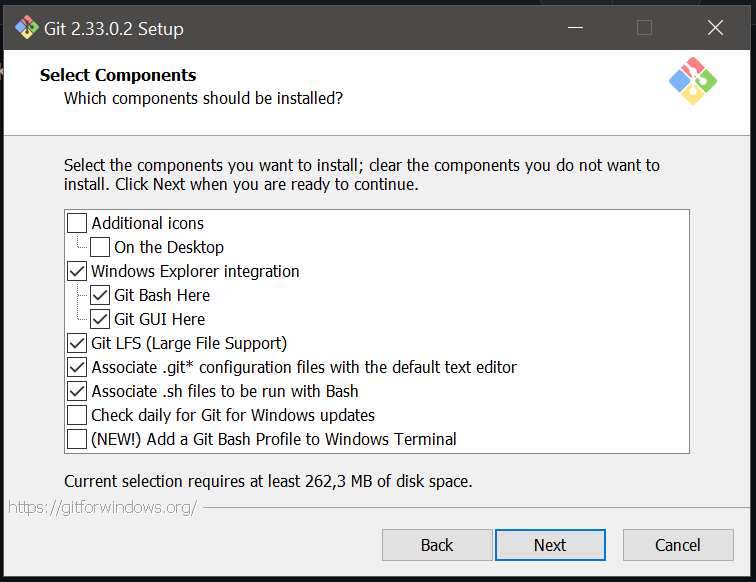 Git 2.33.0.2 Setup
Select Components
Which components should be installed?
Select the components you want to install; clear the components you do not want to
install. Click Next when you are ready to continue.
Additional icons
On the Desktop
Windows Explorer integration
Git Bash Here
Git GUI Here
Git LFS (Large File Support)
Associate .git* configuration files with the default text editor
Associate .sh files to be run with Bash
Check daily for Git for Windows updates
(NEW!) Add a Git Bash Profile to Windows Terminal
Current selection requires at least 262,3 MB of disk space.
https://gitforwindows.org/
Back Next Cancel